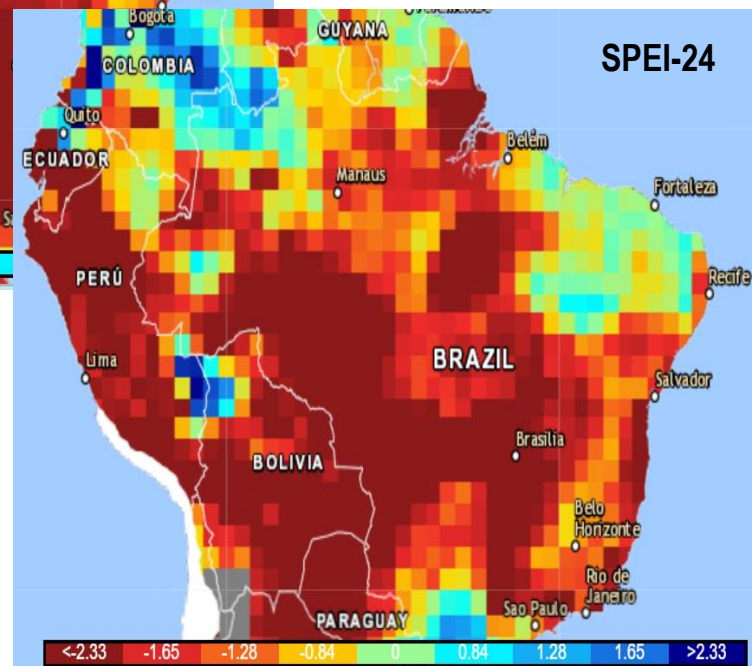 Bogota
GUYANA
SPEI-24
COLOMBIA
Quito
Belém
ECUADOR
Manaus
Fortaleza
PERÚ
Recife
Lima
BRAZIL
Salvador
Brasilia
BOLIVIA
Belo
Horizonte
Rio de
Janeiro
Sao Paulo
PARAGUAY
<-2.33 -1.65 -1.28 -0.84 0 0.84 1.28 1.65 >2.33